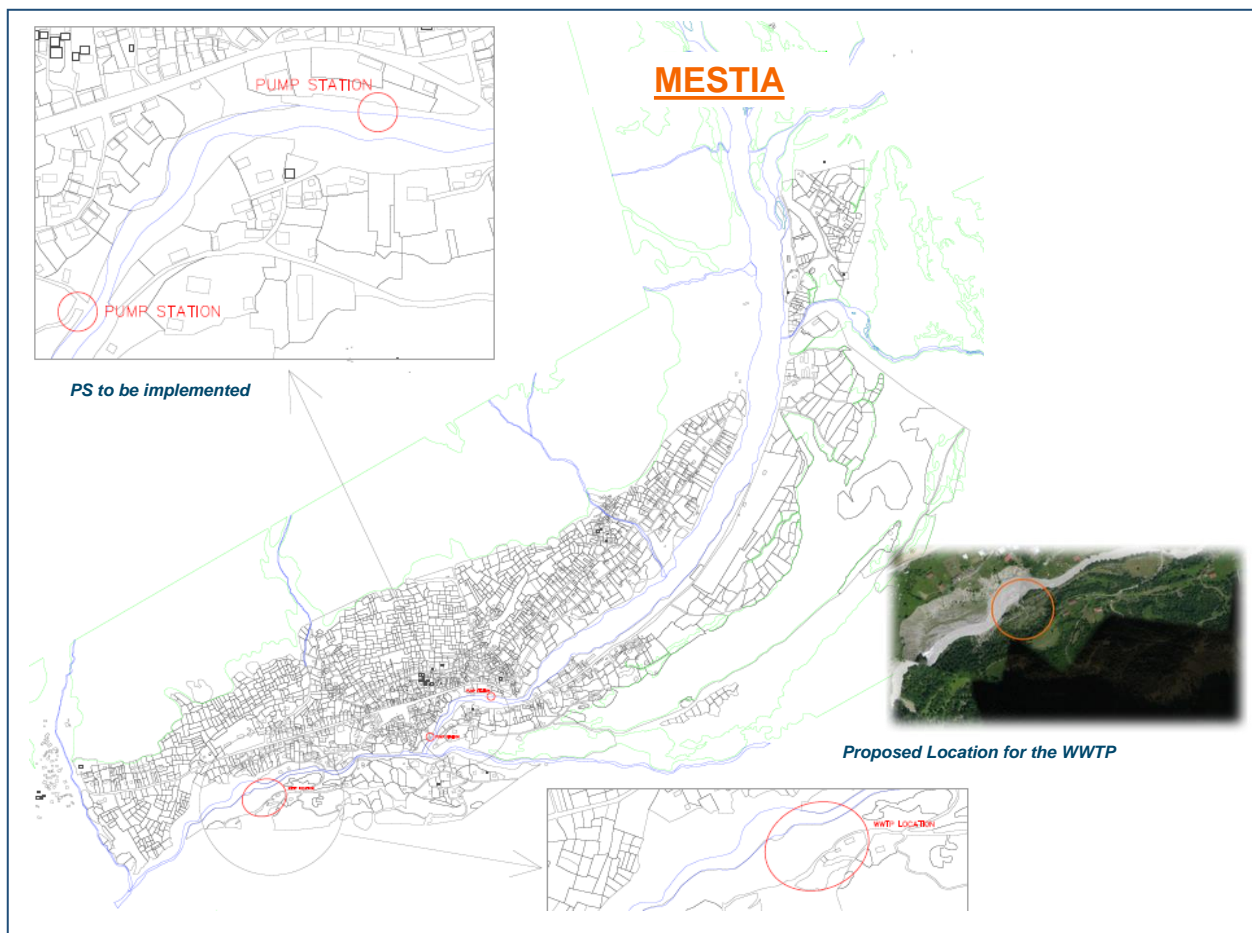 MESTIA
PUMP STATION
PUMP STATION
PS to be implemented
Proposed Location for the WWTP
WWTP LOCATION